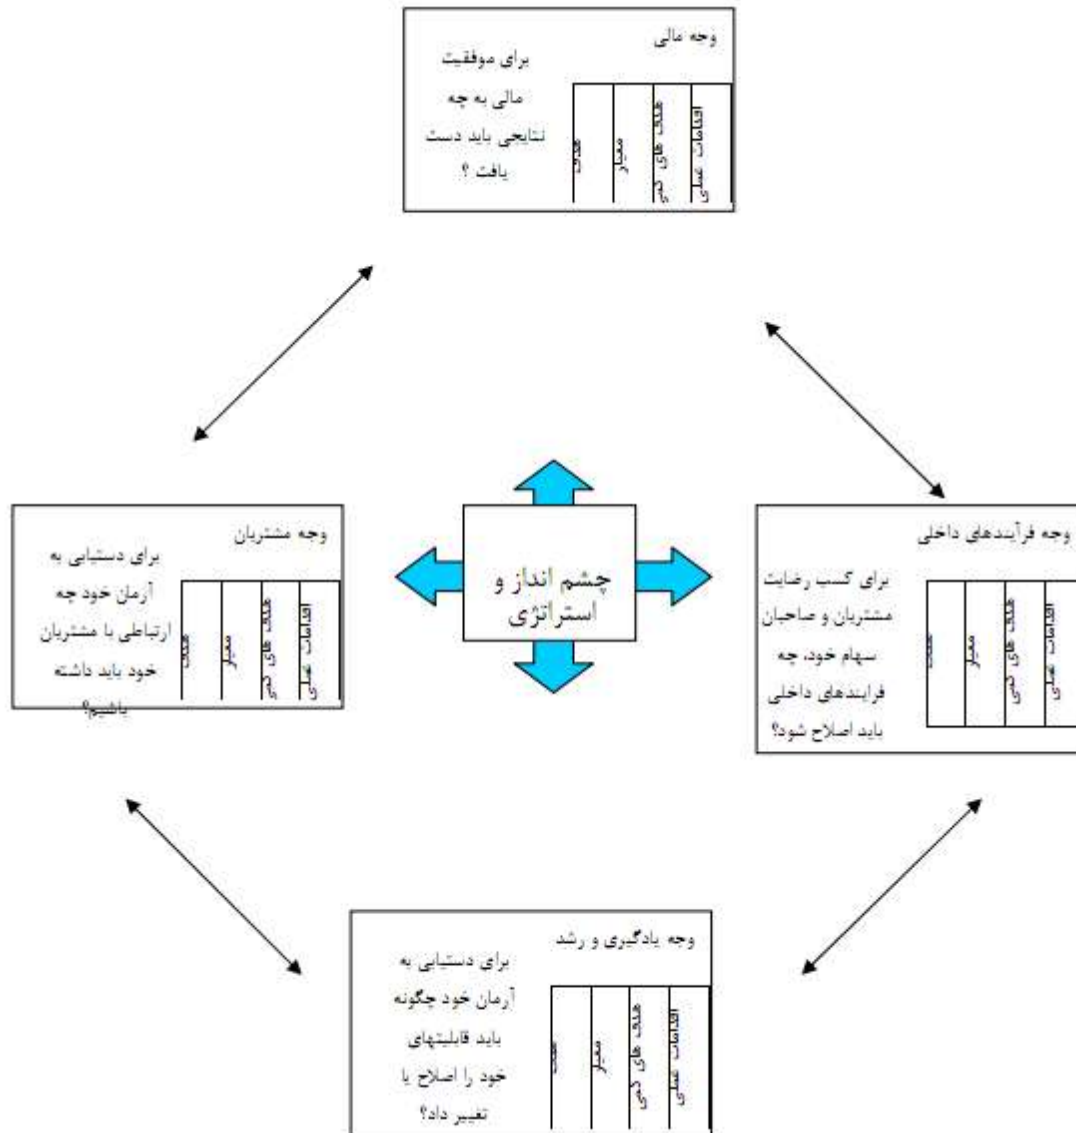 وجه مالی
برای موفقیت
مالی به چه
نتایجی باید دست
یافت ؟
هدف
معیار
هدف های کمی
اقدامات عملی
وجه مشتریان
برای دستیابی به
آرمان خود چه
ارتباطی با مشتریان
خود باید داشته
باشیم؟
هدف
معیار
هدف های کمی
اقدامات عملی
چشم انداز و
استراتژی
وجه فرآیندهای داخلی
برای کسب رضایت
مشتریان و صاحبان
سهام خود، چه
فرایندهای داخلی
باید اصلاح شود؟
هدف
معیار
هدف های کمی
اقدامات عملی
وجه یادگیری و رشد
برای دستیابی به
آرمان خود چگونه
باید قابلیتهای
خود را اصلاح یا
تغییر داد؟
هدف
معیار
هدف های کمی
اقدامات عملی